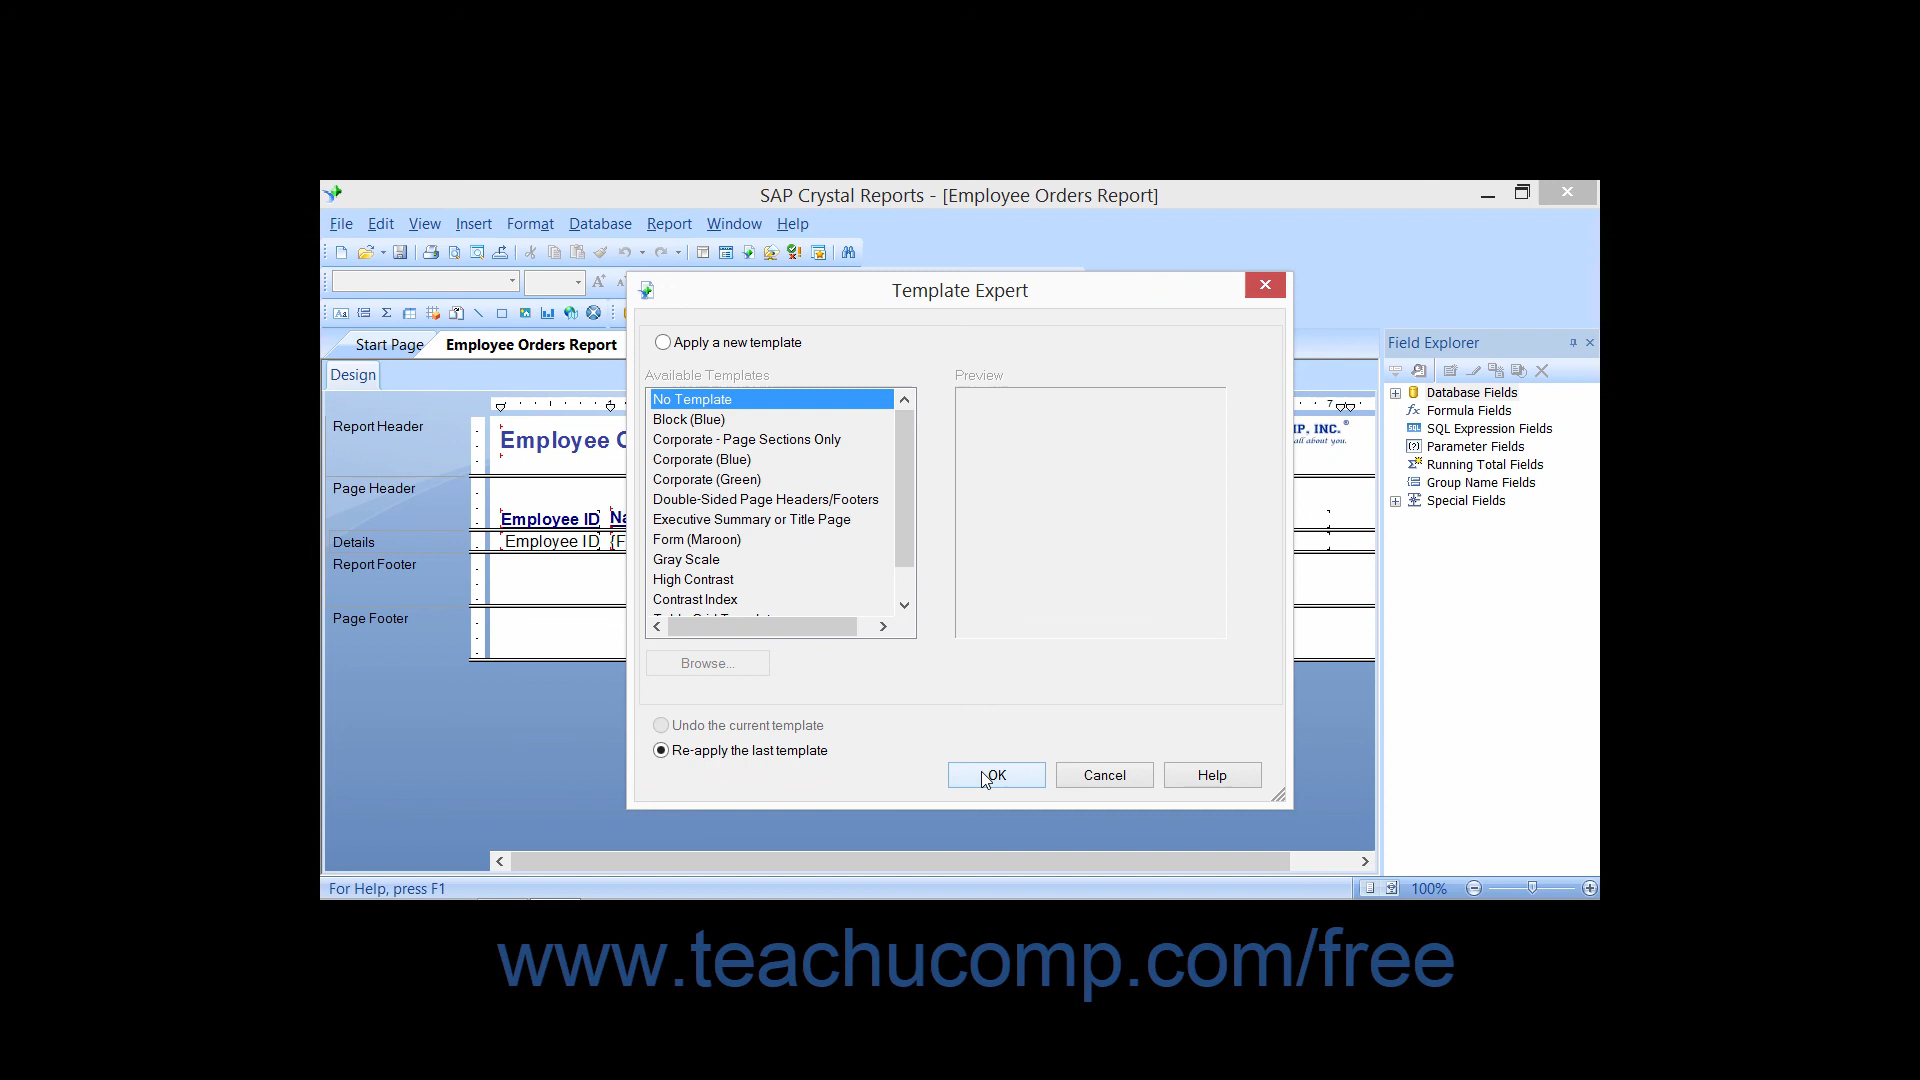 SAP Crystal Reports - [Employee Orders Report]
File Edit View Insert Format Database Report Window Help
Start Page Employee Orders Report
Design
Report Header
Employee
Page Header
Employee ID
Details
Employee ID
Report Footer
Page Footer
Template Expert
Apply a new template
Available Templates
No Template
Block (Blue)
Corporate - Page Sections Only
Corporate (Blue)
Corporate (Green)
Double-Sided Page Headers/Footers
Executive Summary or Title Page
Form (Maroon)
Gray Scale
High Contrast
Contrast Index
Preview
Browse...
Undo the current template
Re-apply the last template
OK Cancel Help
7
P, INC.®
all about you.
Field Explorer
Database Fields
Formula Fields
SQL Expression Fields
Parameter Fields
Running Total Fields
Group Name Fields
Special Fields
For Help, press F1
100%
www.teachucomp.com/free